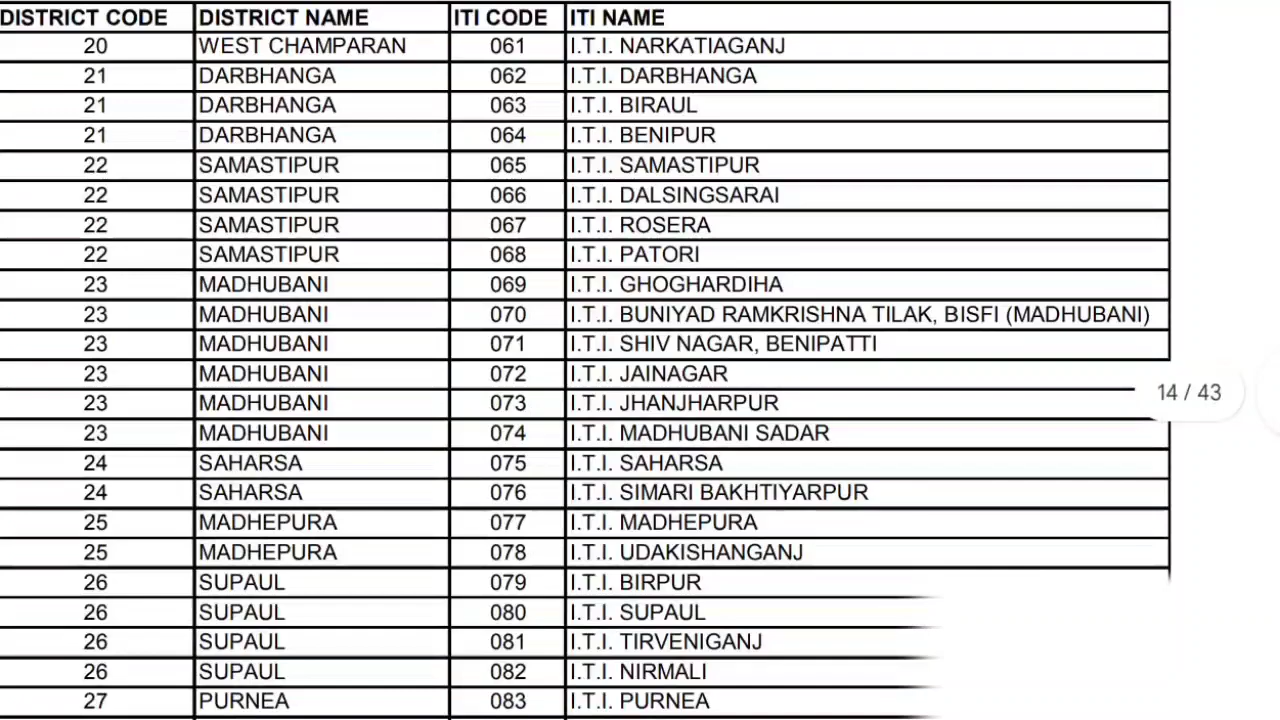 DISTRICT CODE DISTRICT NAME ITI CODE ITI NAME
20 WEST CHAMPARAN 061 I.T.I. NARKATIAGANJ
21 DARBHANGA 062 I.T.I. DARBHANGA
21 DARBHANGA 063 I.T.I. BIRAUL
21 DARBHANGA 064 I.T.I. BENIPUR
22 SAMASTIPUR 065 I.T.I. SAMASTIPUR
22 SAMASTIPUR 066 I.T.I. DALSINGSARAI
22 SAMASTIPUR 067 I.T.I. ROSERA
22 SAMASTIPUR 068 I.T.I. PATORI
23 MADHUBANI 069 I.T.I. GHOGHARDIHA
23 MADHUBANI 070 I.T.I. BUNIYAD RAMKRISHNA TILAK, BISFI (MADHUBANI)
23 MADHUBANI 071 I.T.I. SHIV NAGAR, BENIPATTI
23 MADHUBANI 072 I.T.I. JAINAGAR
14 / 43
23 MADHUBANI 073 I.T.I. JHANJHARPUR
23 MADHUBANI 074 I.T.I. MADHUBANI SADAR
24 SAHARSA 075 I.T.I. SAHARSA
24 SAHARSA 076 I.T.I. SIMARI BAKHTIYARPUR
25 MADHEPURA 077 I.T.I. MADHEPURA
25 MADHEPURA 078 I.T.I. UDAKISHANGANJ
26 SUPAUL 079 I.T.I. BIRPUR
26 SUPAUL 080 I.T.I. SUPAUL
26 SUPAUL 081 I.T.I. TIRVENIGANJ
26 SUPAUL 082 I.T.I. NIRMALI
27 PURNEA 083 I.T.I. PURNEA